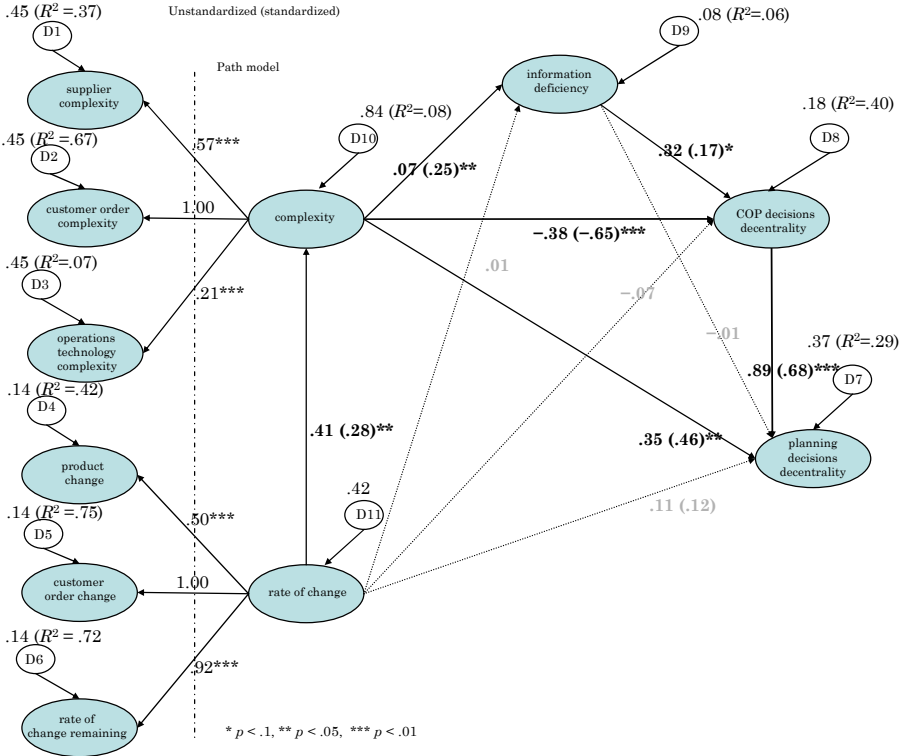 Unstandardized (standardized)
Path model
.45 (R² =.37)
D1
supplier
complexity
.45 (R² =.67)
D2
customer order
complexity
.45 (R²=.07)
D3
operations
technology
complexity
.14 (R² =.42)
D4
product
change
.14 (R² =.75)
D5
customer
order change
.14 (R² = .72
D6
rate of
change remaining
.57***
1.00
.21***
.50***
1.00
.92***
.84 (R²=.08)
D10
complexity
.41 (.28)**
.42
D11
rate of change
.08 (R²=.06)
D9
information
deficiency
.07 (.25)**
.32 (.17)*
.18 (R²=.40)
D8
COP decisions
decentrality
−.38 (−.65)***
.01
−.07
−.01
.89 (.68)***
.37 (R²=.29)
D7
.35 (.46)**
planning
decisions
decentrality
.11 (.12)
* p < .1, ** p < .05, *** p < .01